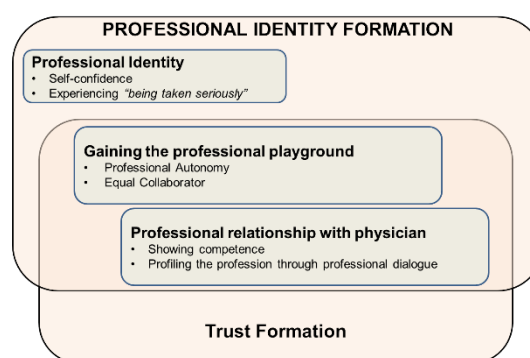 PROFESSIONAL IDENTITY FORMATION
Professional Identity
• Self-confidence
• Experiencing “being taken seriously”
Gaining the professional playground
• Professional Autonomy
• Equal Collaborator
Professional relationship with physician
• Showing competence
• Profiling the profession through professional dialogue
Trust Formation